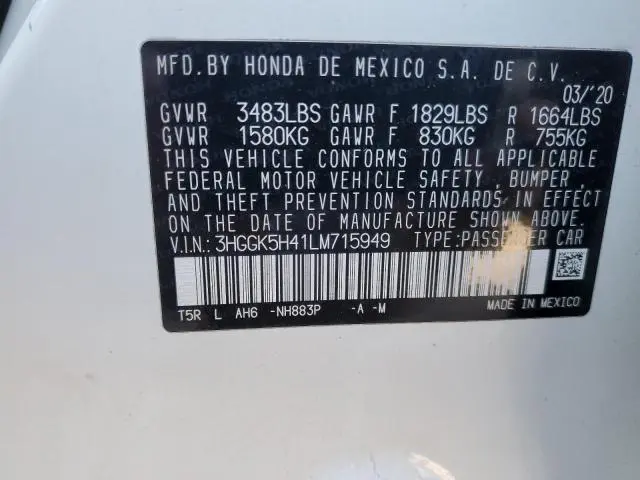 MFD. BY HONDA DE MEXICO S.A. DE C.V.
03/'20
GVWR 3483LBS GAWR F 1829LBS R 1664LBS
GVWR 1580KG GAWR F 830KG R 755KG
THIS VEHICLE CONFORMS TO ALL APPLICABLE
FEDERAL MOTOR VEHICLE SAFETY, BUMPER,
AND THEFT PREVENTION STANDARDS IN EFFECT
ON THE DATE OF MANUFACTURE SHOWN ABOVE.
V.I.N.: 3HGGK5H41LM715949 TYPE:PASSENGER CAR
T5R L AH6 -NH883P -A -M MADE IN MEXICO